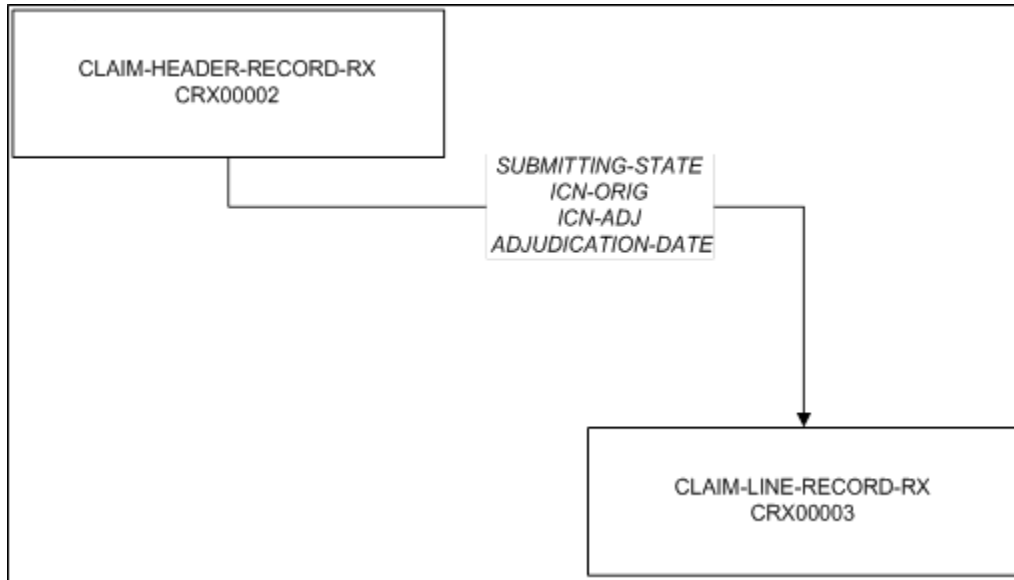 CLAIM-HEADER-RECORD-RX
CRX00002
SUBMITTING-STATE
ICN-ORIG
ICN-ADJ
ADJUDICATION-DATE
CLAIM-LINE-RECORD-RX
CRX00003